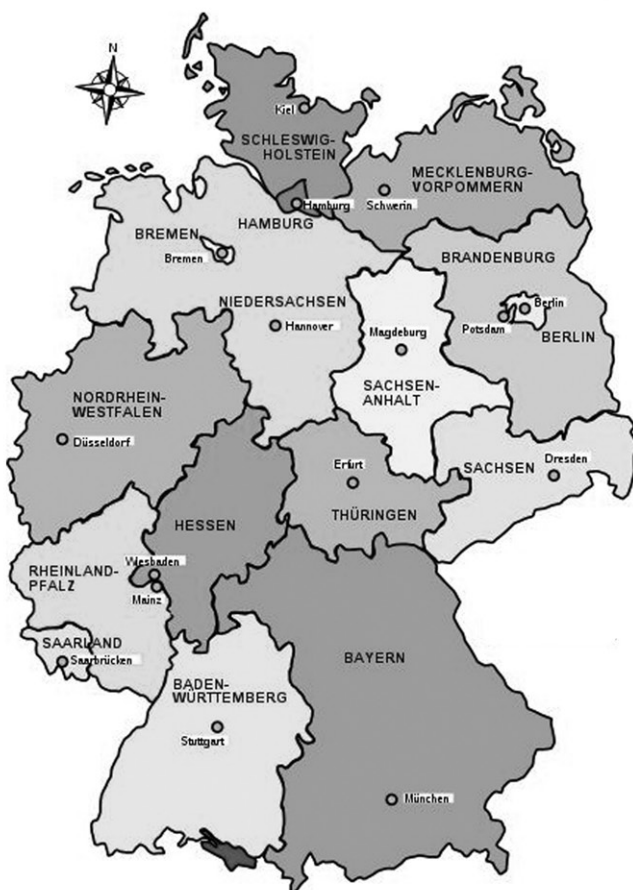 N
Kiel
SCHLESWIG-
HOLSTEIN
MECKLENBURG-
VORPOMMERN
Schwerin
Hamburg
HAMBURG
BREMEN
Bremen
BRANDENBURG
NIEDERSACHSEN
Hannover
Berlin
Potsdam
BERLIN
Magdeburg
SACHSEN-
ANHALT
NORDRHEIN-
WESTFALEN
Düsseldorf
Erfurt
THÜRINGEN
SACHSEN
Dresden
HESSEN
RHEINLAND-
PFALZ
Wiesbaden
Mainz
SAARLAND
Saarbrücken
BAYERN
BADEN-
WÜRTTEMBERG
Stuttgart
München